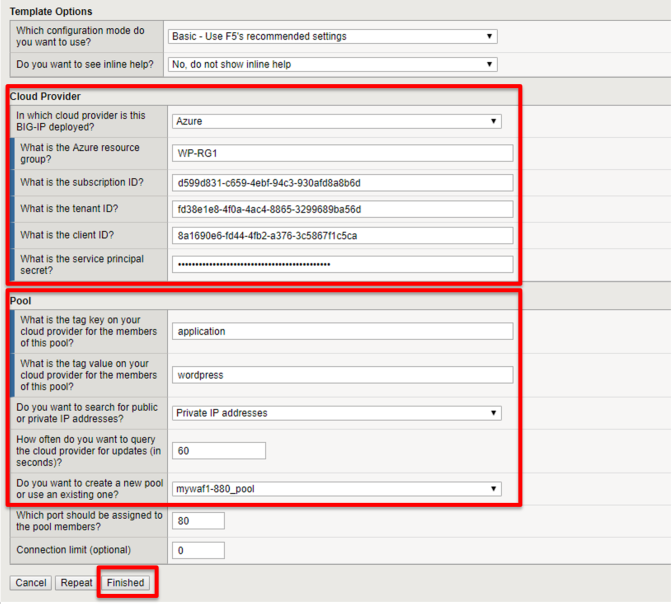 Template Options
Which configuration mode do
you want to use?
Basic - Use F5's recommended settings
Do you want to see inline help?
No, do not show inline help
Cloud Provider
In which cloud provider is this
BIG-IP deployed?
Azure
What is the Azure resource
group?
WP-RG1
What is the subscription ID?
d599d831-c659-4ebf-94c3-930afd8a8b6d
What is the tenant ID?
fd38e1e8-4f0a-4ac4-8865-3299689ba56d
What is the client ID?
8a1690e6-fd44-4fb2-a376-3c5867f1c5ca
What is the service principal
secret?
••••••••••••••••••••••••••••••••••••••••••••
Pool
What is the tag key on your
cloud provider for the members
of this pool?
application
What is the tag value on your
cloud provider for the members
of this pool?
wordpress
Do you want to search for public
or private IP addresses?
Private IP addresses
How often do you want to query
the cloud provider for updates (in
seconds)?
60
Do you want to create a new pool
or use an existing one?
mywaf1-880_pool
Which port should be assigned to
the pool members?
80
Connection limit (optional)
0
Cancel Repeat Finished